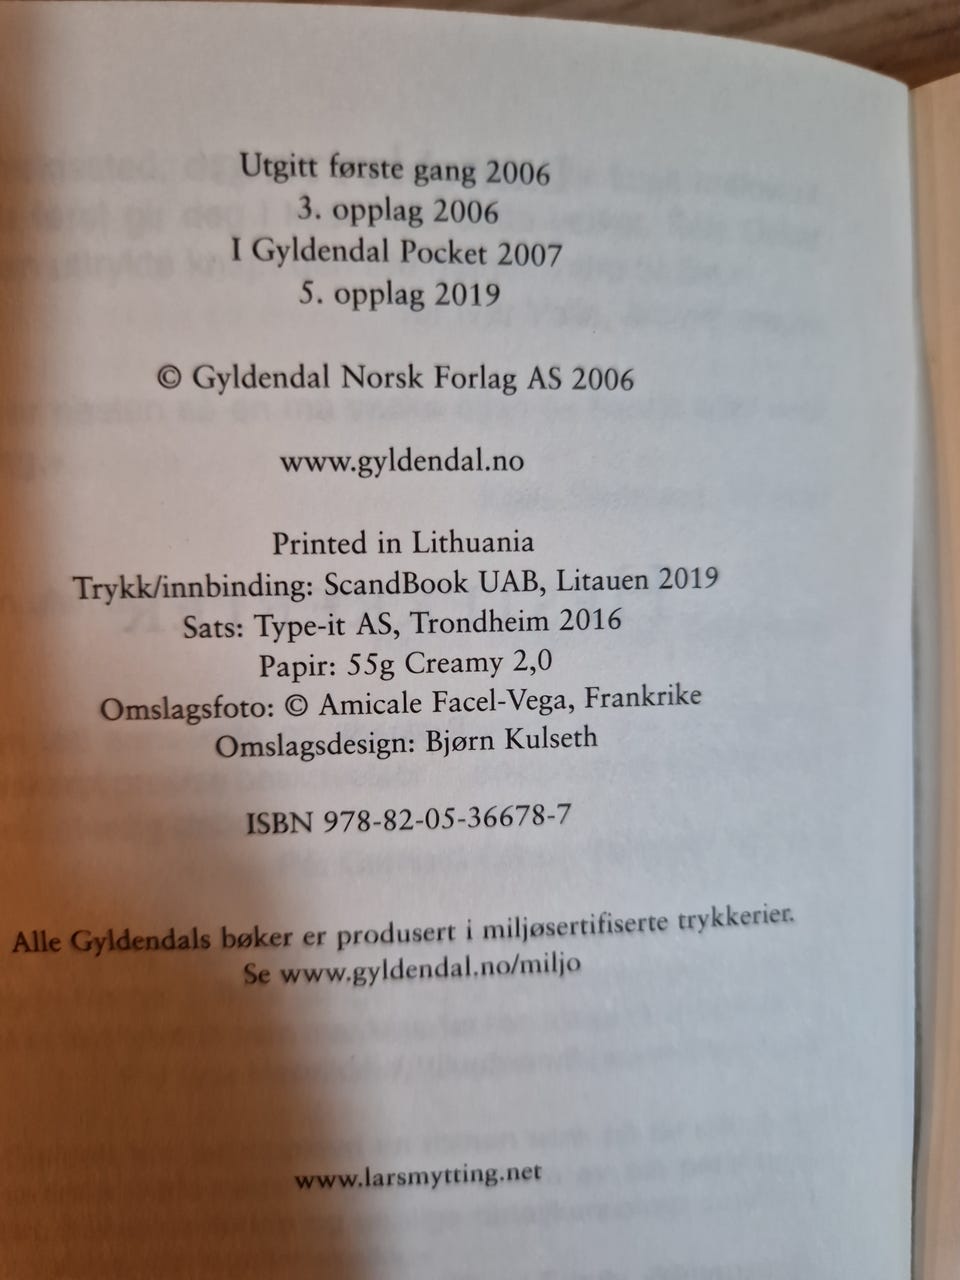 Utgitt første gang 2006
3. opplag 2006
I Gyldendal Pocket 2007
5. opplag 2019
© Gyldendal Norsk Forlag AS 2006
www.gyldendal.no
Printed in Lithuania
Trykk/innbinding: ScandBook UAB, Litauen 2019
Sats: Type-it AS, Trondheim 2016
Papir: 55g Creamy 2,0
Omslagsfoto: © Amicale Facel-Vega, Frankrike
Omslagsdesign: Bjørn Kulseth
ISBN 978-82-05-36678-7
Alle Gyldendals bøker er produsert i miljøsertifiserte trykkerier.
Se www.gyldendal.no/miljo
www.larsmytting.net